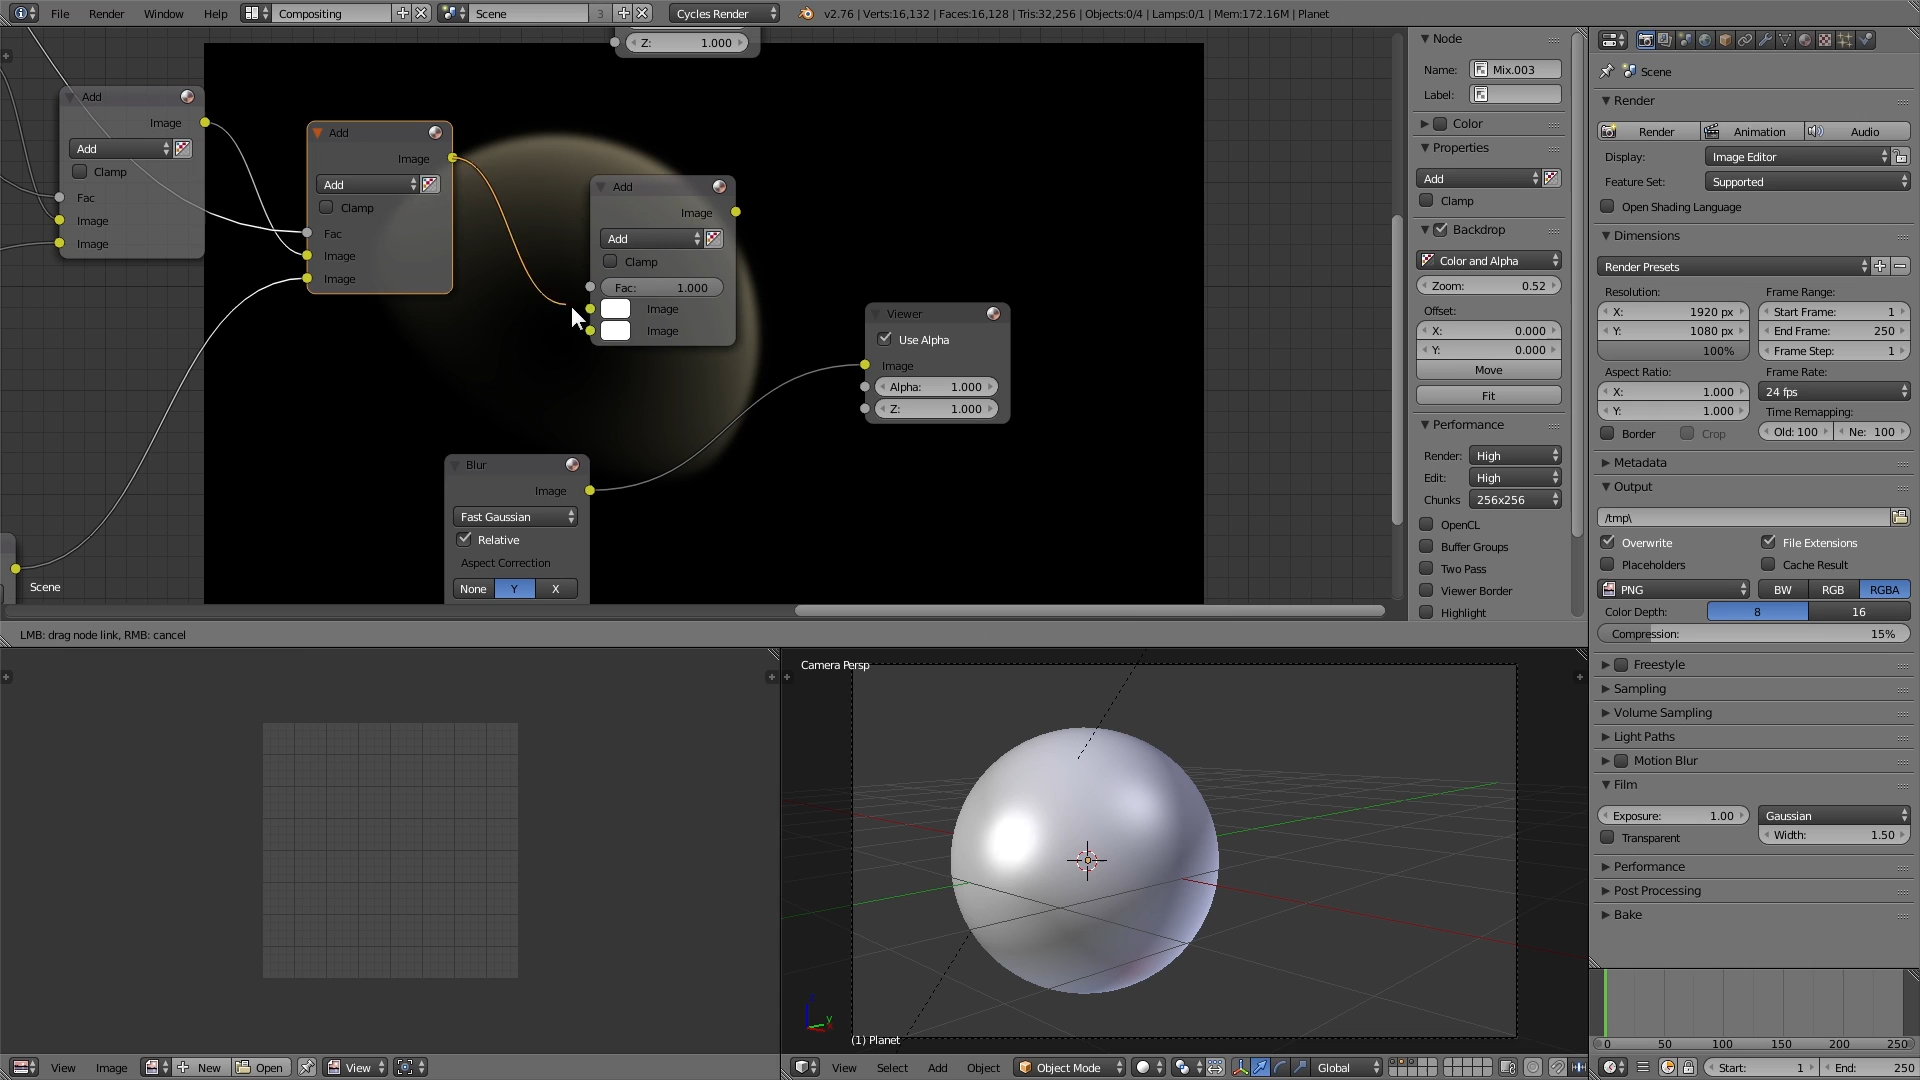 File Render Window Help Compositing Scene 3 Cycles Render v2.76 | Verts:16,132 | Faces:16,128 | Tris:32,256 | Objects:0/4 | Lamps:0/1 | Mem:172.16M | Planet
Z: 1.000
Add
Image
Add
Clamp
Fac
Image
Image
Add
Image
Add
Clamp
Fac
Image
Image
Add
Image
Add
Clamp
Fac: 1.000
Image
Image
Viewer
Use Alpha
Image
Alpha: 1.000
Z: 1.000
Blur
Image
Fast Gaussian
Relative
Aspect Correction
None Y X
Scene
LMB: drag node link, RMB: cancel
Node
Name: Mix.003
Label:
Color
Properties
Add
Clamp
Backdrop
Color and Alpha
Zoom: 0.52
Offset:
X: 0.000
Y: 0.000
Move
Fit
Performance
Render: High
Edit: High
Chunks 256x256
OpenCL
Buffer Groups
Two Pass
Viewer Border
Highlight
Scene
Render
Render Animation Audio
Display: Image Editor
Feature Set: Supported
Open Shading Language
Dimensions
Render Presets
Resolution: Frame Range:
X: 1920 px Start Frame: 1
Y: 1080 px End Frame: 250
100% Frame Step: 1
Aspect Ratio: Frame Rate:
X: 1.000 24 fps
Y: 1.000 Time Remapping:
Border Crop Old: 100 Ne: 100
Metadata
Output
/tmp\
Overwrite File Extensions
Placeholders Cache Result
PNG BW RGB RGBA
Color Depth: 8 16
Compression: 15%
Freestyle
Sampling
Volume Sampling
Light Paths
Motion Blur
Film
Exposure: 1.00 Gaussian
Transparent Width: 1.50
Performance
Post Processing
Bake
Camera Persp
z
y
(1) Planet
View Image New Open View
View Select Add Object Object Mode Global
0 50 100 150 200 250
Start: 1 End: 250